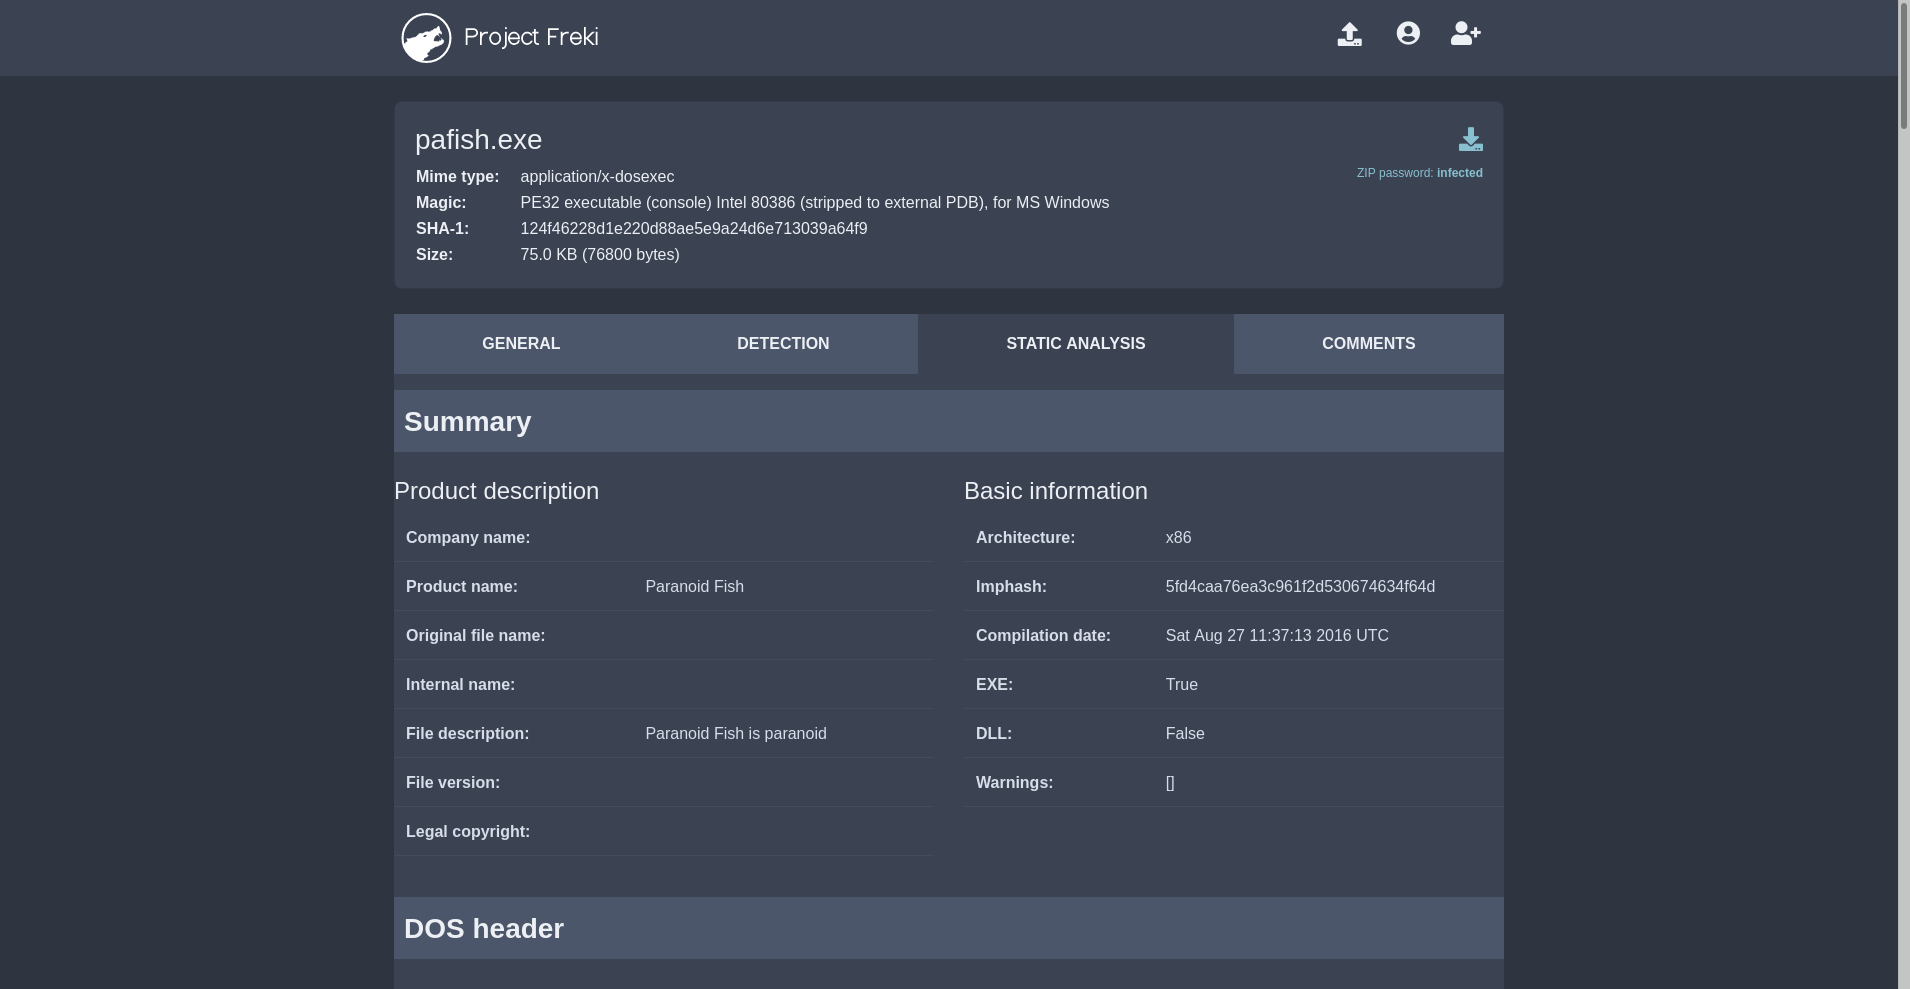 Project Freki
pafish.exe
ZIP password: infected
Mime type: application/x-dosexec
Magic: PE32 executable (console) Intel 80386 (stripped to external PDB), for MS Windows
SHA-1: 124f46228d1e220d88ae5e9a24d6e713039a64f9
Size: 75.0 KB (76800 bytes)
GENERAL DETECTION STATIC ANALYSIS COMMENTS
Summary
Product description
Company name:
Product name: Paranoid Fish
Original file name:
Internal name:
File description: Paranoid Fish is paranoid
File version:
Legal copyright:
Basic information
Architecture: x86
Imphash: 5fd4caa76ea3c961f2d530674634f64d
Compilation date: Sat Aug 27 11:37:13 2016 UTC
EXE: True
DLL: False
Warnings: []
DOS header